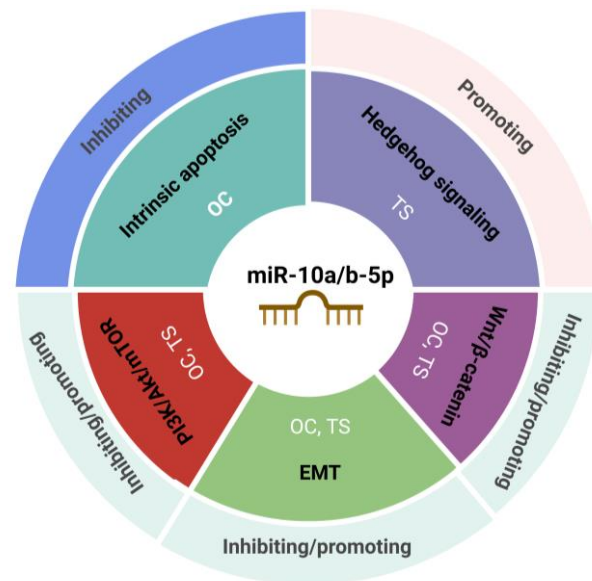 Inhibiting
Promoting
Intrinsic apoptosis
OC
Hedgehog signaling
TS
miR-10a/b-5p
PI3K/Akt/mTOR
OC, TS
Inhibiting/promoting
OC, TS
EMT
Inhibiting/promoting
OC, TS
Wnt/β-catenin
Inhibiting/promoting